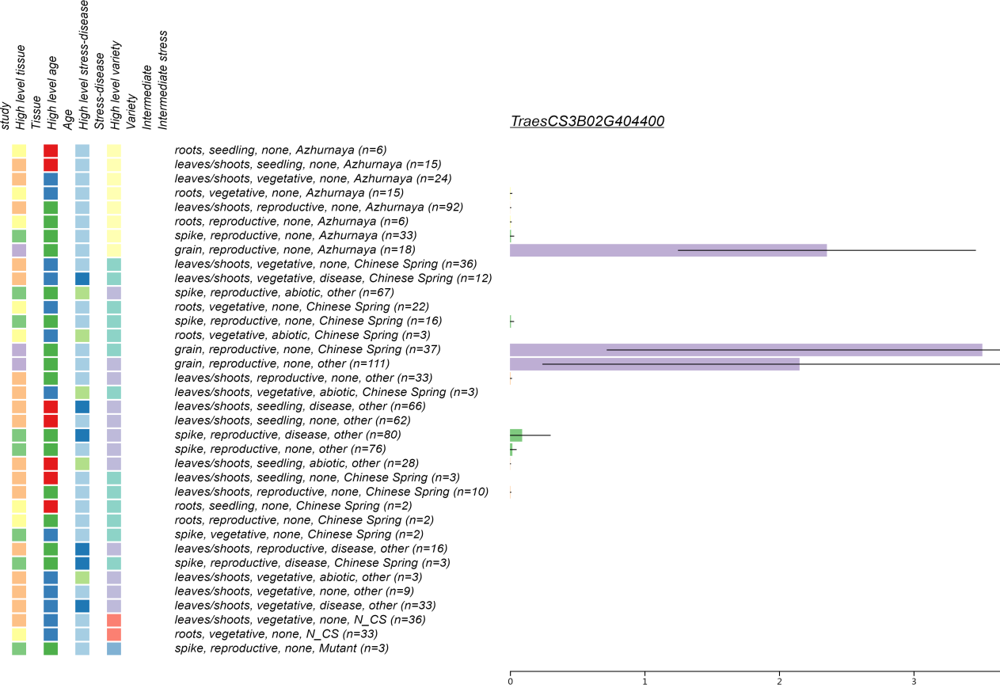 study
High level tissue
Tissue
High level age
Age
High level stress-disease
Stress-disease
High level variety
Variety
Intermediate
Intermediate stress
TraesCS3B02G404400
roots, seedling, none, Azhurnaya (n=6)
leaves/shoots, seedling, none, Azhurnaya (n=15)
leaves/shoots, vegetative, none, Azhurnaya (n=24)
roots, vegetative, none, Azhurnaya (n=15)
leaves/shoots, reproductive, none, Azhurnaya (n=92)
roots, reproductive, none, Azhurnaya (n=6)
spike, reproductive, none, Azhurnaya (n=33)
grain, reproductive, none, Azhurnaya (n=18)
leaves/shoots, vegetative, none, Chinese Spring (n=36)
leaves/shoots, vegetative, disease, Chinese Spring (n=12)
spike, reproductive, abiotic, other (n=67)
roots, vegetative, none, Chinese Spring (n=22)
spike, reproductive, none, Chinese Spring (n=16)
roots, vegetative, abiotic, Chinese Spring (n=3)
grain, reproductive, none, Chinese Spring (n=37)
grain, reproductive, none, other (n=111)
leaves/shoots, reproductive, none, other (n=33)
leaves/shoots, vegetative, abiotic, Chinese Spring (n=3)
leaves/shoots, seedling, disease, other (n=66)
leaves/shoots, seedling, none, other (n=62)
spike, reproductive, disease, other (n=80)
spike, reproductive, none, other (n=76)
leaves/shoots, seedling, abiotic, other (n=28)
leaves/shoots, seedling, none, Chinese Spring (n=3)
leaves/shoots, reproductive, none, Chinese Spring (n=10)
roots, seedling, none, Chinese Spring (n=2)
roots, reproductive, none, Chinese Spring (n=2)
spike, vegetative, none, Chinese Spring (n=2)
leaves/shoots, reproductive, disease, other (n=16)
spike, reproductive, disease, Chinese Spring (n=3)
leaves/shoots, vegetative, abiotic, other (n=3)
leaves/shoots, vegetative, none, other (n=9)
leaves/shoots, vegetative, disease, other (n=33)
leaves/shoots, vegetative, none, N_CS (n=36)
roots, vegetative, none, N_CS (n=33)
spike, reproductive, none, Mutant (n=3)
0 1 2 3